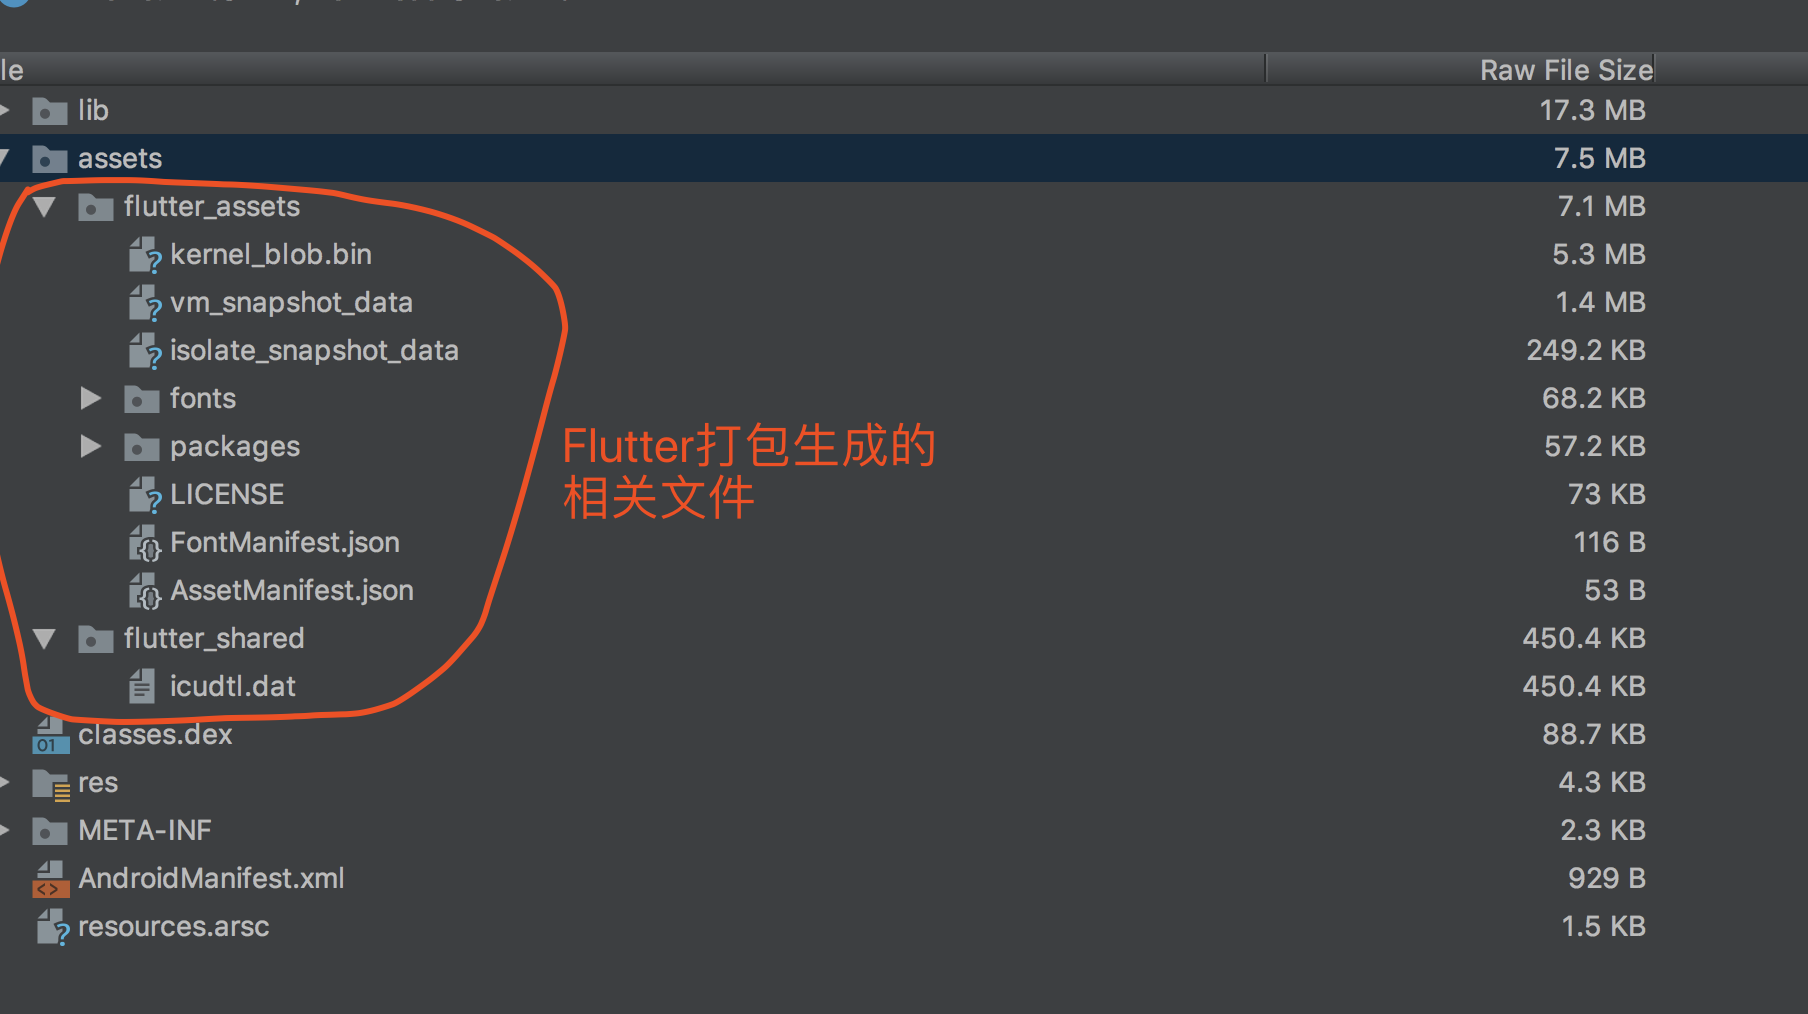 le Raw File Size
lib 17.3 MB
assets 7.5 MB
flutter_assets 7.1 MB
kernel_blob.bin 5.3 MB
vm_snapshot_data 1.4 MB
isolate_snapshot_data 249.2 KB
fonts 68.2 KB
packages 57.2 KB
LICENSE 73 KB
FontManifest.json 116 B
AssetManifest.json 53 B
flutter_shared 450.4 KB
icudtl.dat 450.4 KB
classes.dex 88.7 KB
res 4.3 KB
META-INF 2.3 KB
AndroidManifest.xml 929 B
resources.arsc 1.5 KB
Flutter打包生成的
相关文件